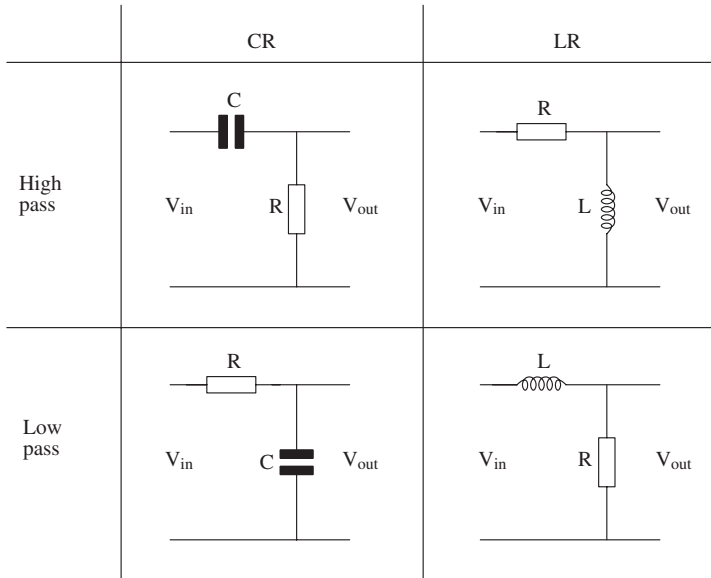 CR LR
High
pass
C
V_in R V_out
R
V_in L V_out
Low
pass
R
V_in C V_out
L
V_in R V_out